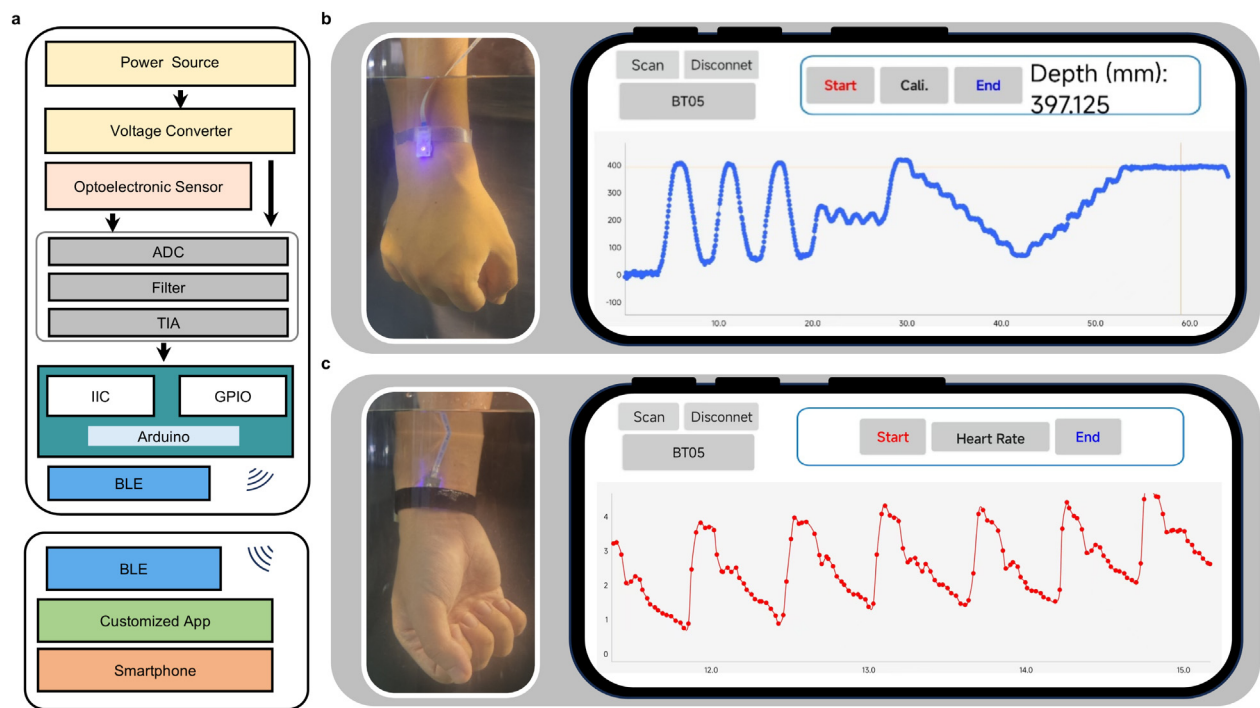 a
Power Source
Voltage Converter
Optoelectronic Sensor
ADC
Filter
TIA
IIC
GPIO
Arduino
BLE
BLE
Customized App
Smartphone
b
Scan
Disconnet
BT05
Start
Cali.
End
Depth (mm):
397.125
400
300
200
100
0
-100
10.0
20.0
30.0
40.0
50.0
60.0
c
Scan
Disconnet
BT05
Start
Heart Rate
End
4
3
2
1
0
12.0
13.0
14.0
15.0